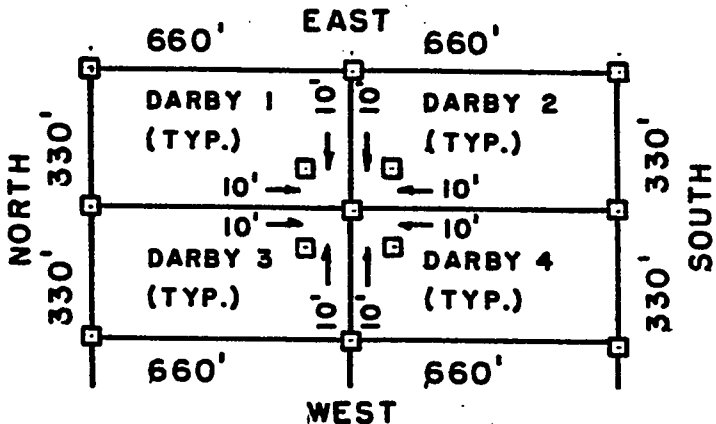 EAST
660' 660'
DARBY 1 10' 10' DARBY 2
(TYP.) (TYP.)
NORTH 330' 330' SOUTH
10' 10'
10' 10'
DARBY 3 DARBY 4
(TYP.) (TYP.)
330' 10' 10' 330'
660' 660'
WEST